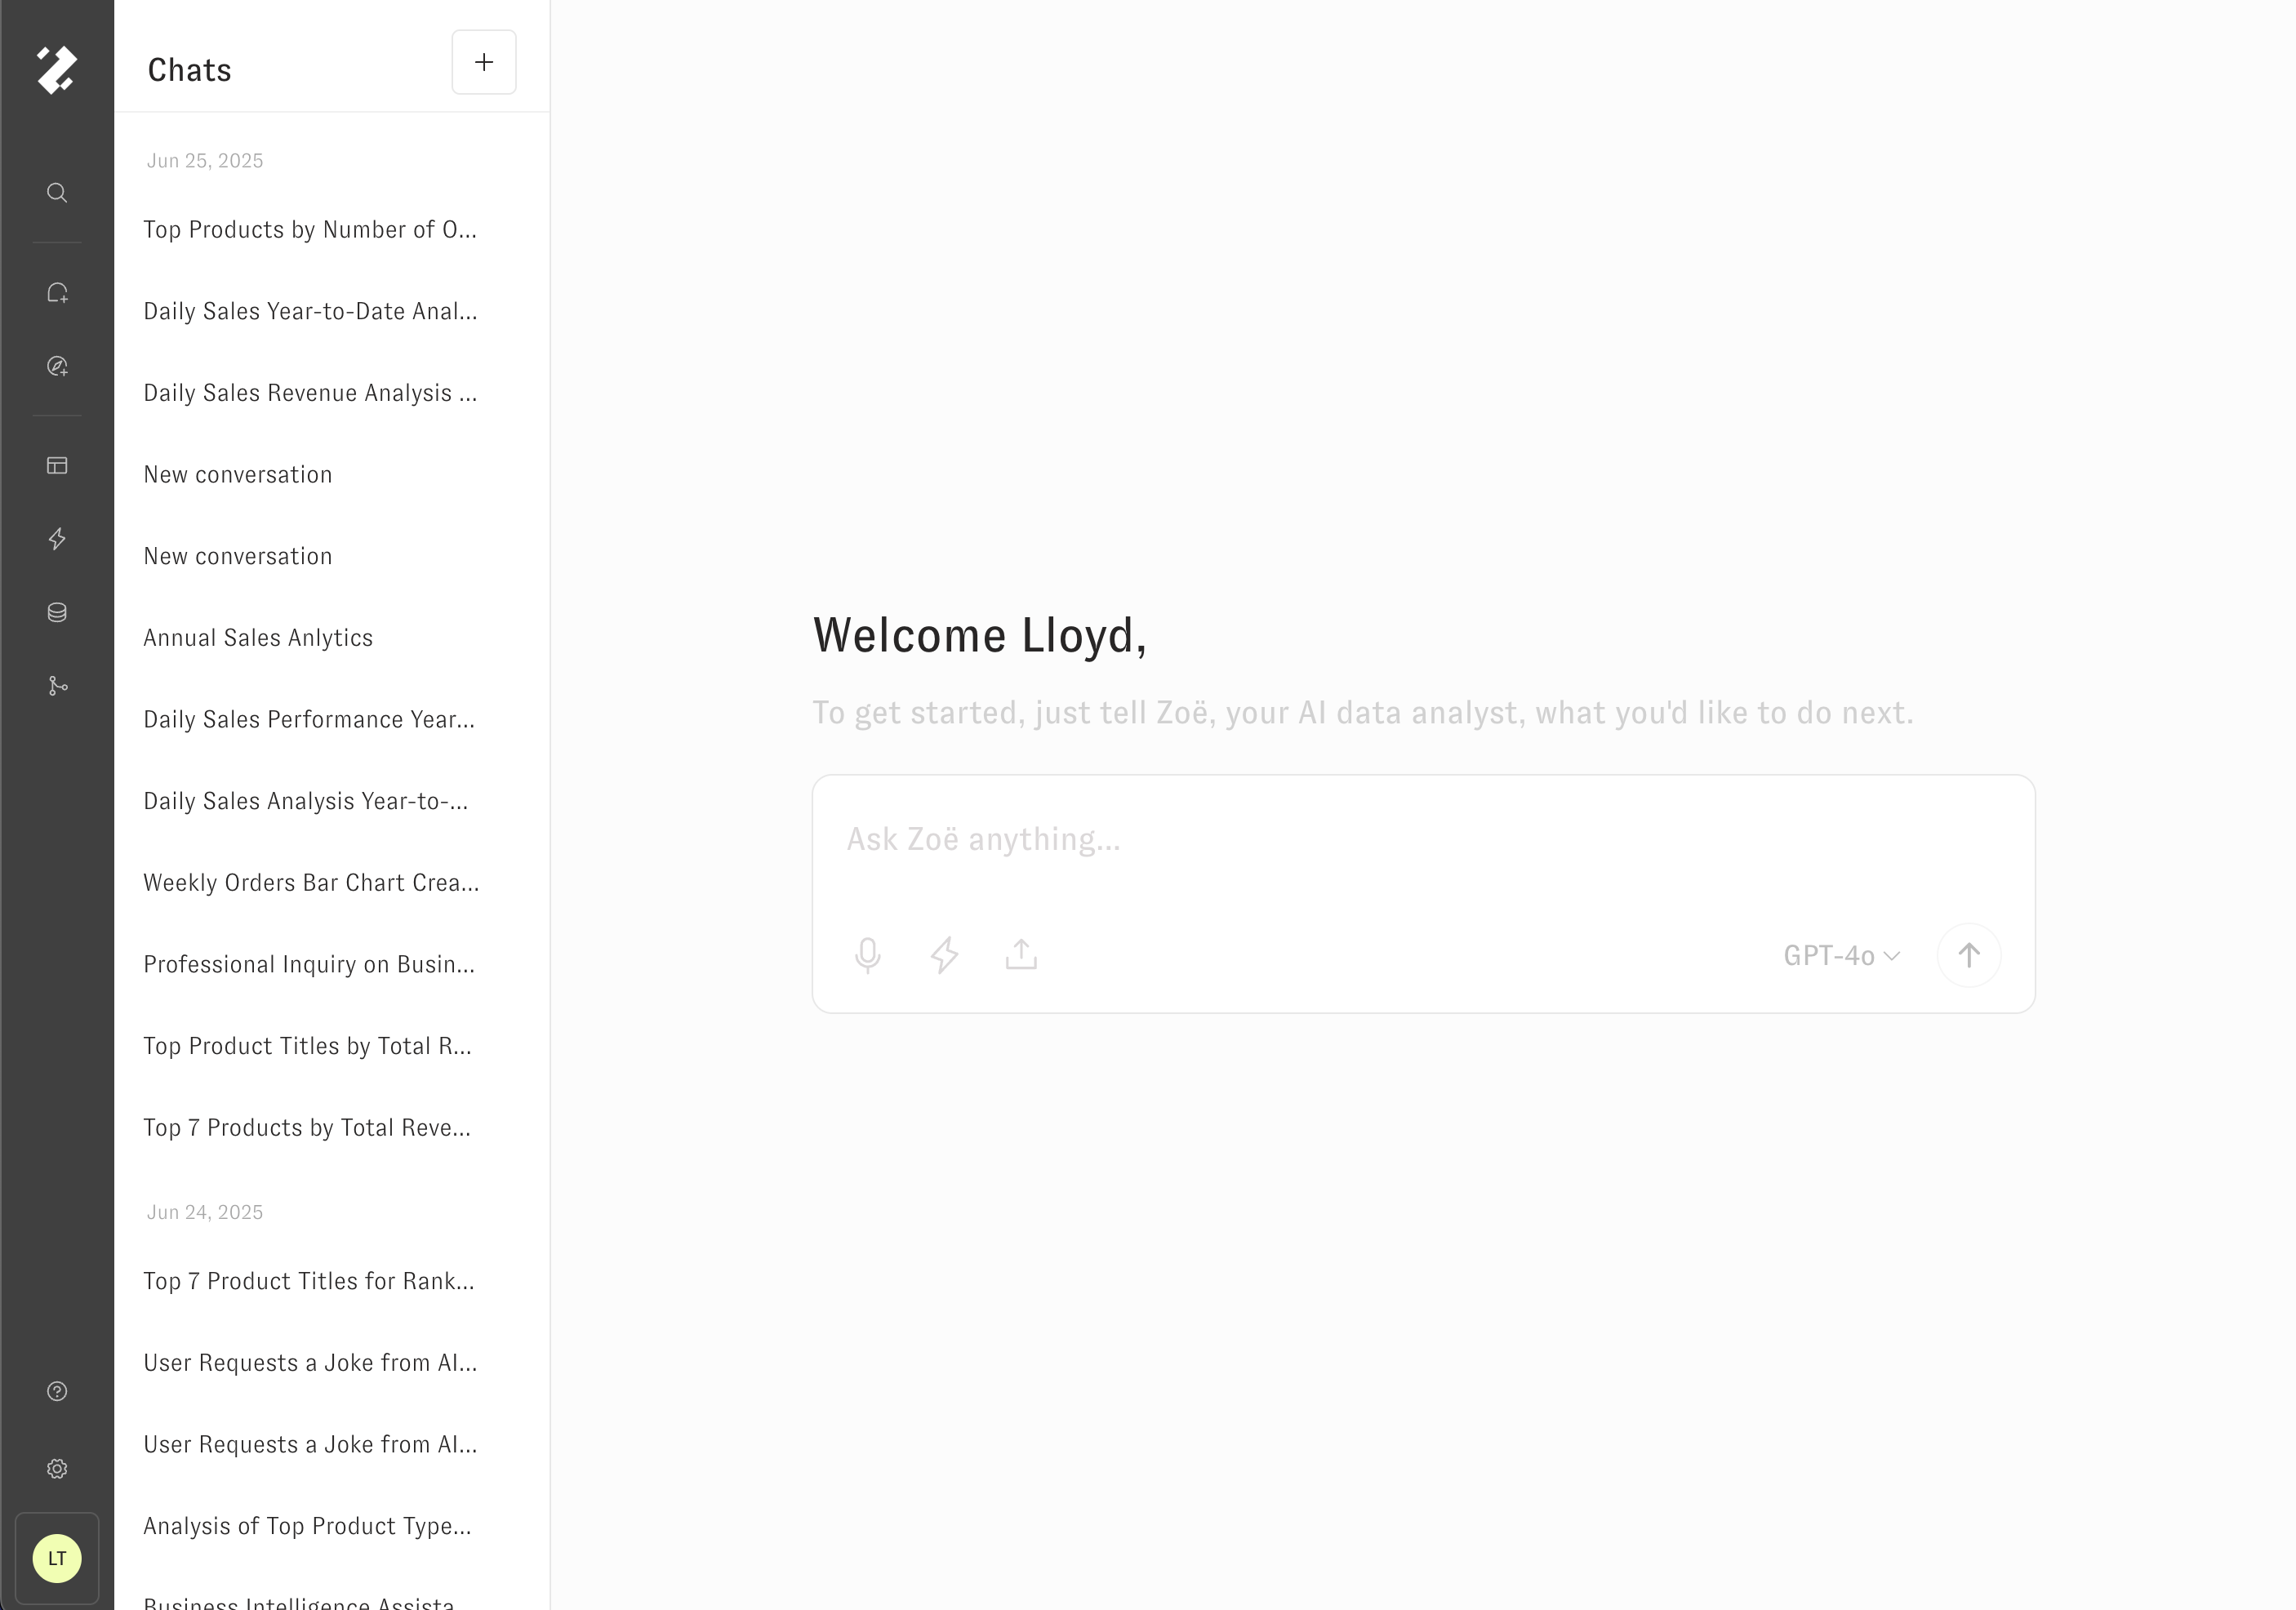 Chats
Jun 25, 2025
Top Products by Number of O...
Daily Sales Year-to-Date Anal...
Daily Sales Revenue Analysis ...
New conversation
New conversation
Annual Sales Anlytics
Daily Sales Performance Year...
Daily Sales Analysis Year-to-...
Weekly Orders Bar Chart Crea...
Professional Inquiry on Busin...
Top Product Titles by Total R...
Top 7 Products by Total Reve...
Jun 24, 2025
Top 7 Product Titles for Rank...
User Requests a Joke from AI...
User Requests a Joke from AI...
Analysis of Top Product Type...
Business Intelligence Assista...
LT
Welcome Lloyd,
To get started, just tell Zoë, your AI data analyst, what you'd like to do next.
Ask Zoë anything...
GPT-4o